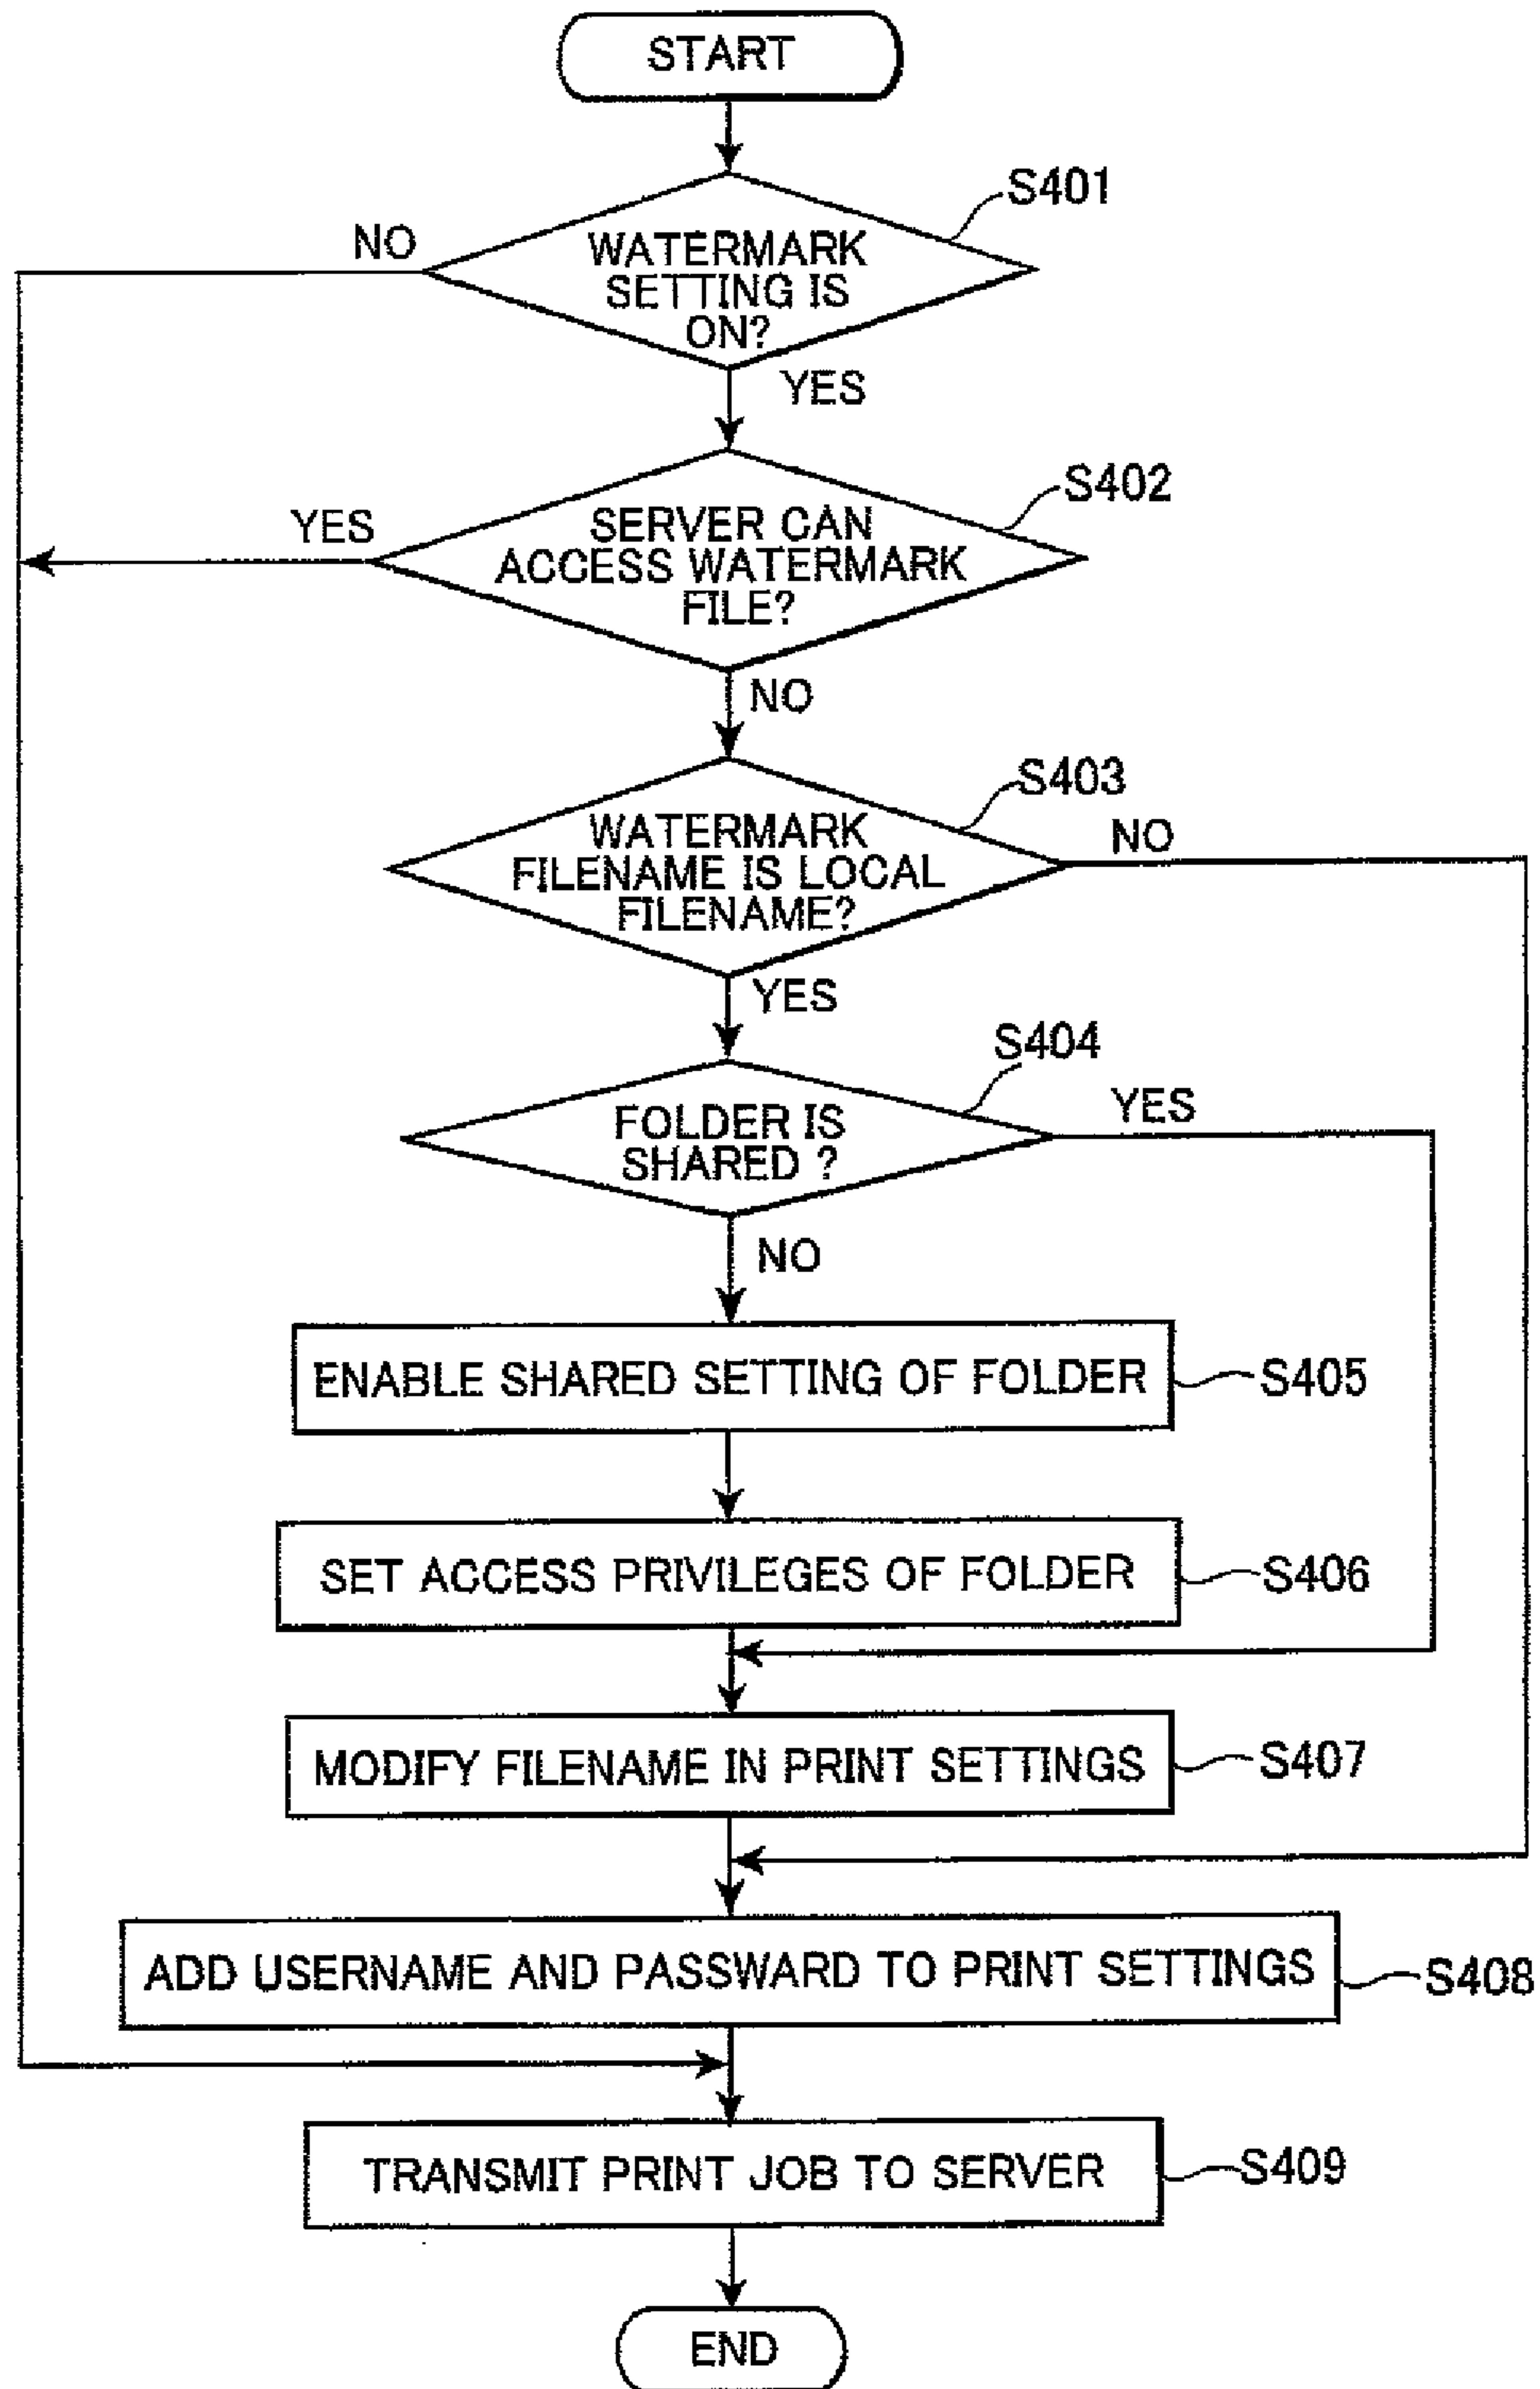 START
S401
NO
WATERMARK
SETTING IS
ON?
YES
S402
YES
SERVER CAN
ACCESS WATERMARK
FILE?
NO
S403
WATERMARK
FILENAME IS LOCAL
FILENAME?
NO
YES
S404
FOLDER IS
SHARED ?
YES
NO
ENABLE SHARED SETTING OF FOLDER
S405
SET ACCESS PRIVILEGES OF FOLDER
S406
MODIFY FILENAME IN PRINT SETTINGS
S407
ADD USERNAME AND PASSWARD TO PRINT SETTINGS
S408
TRANSMIT PRINT JOB TO SERVER
S409
END